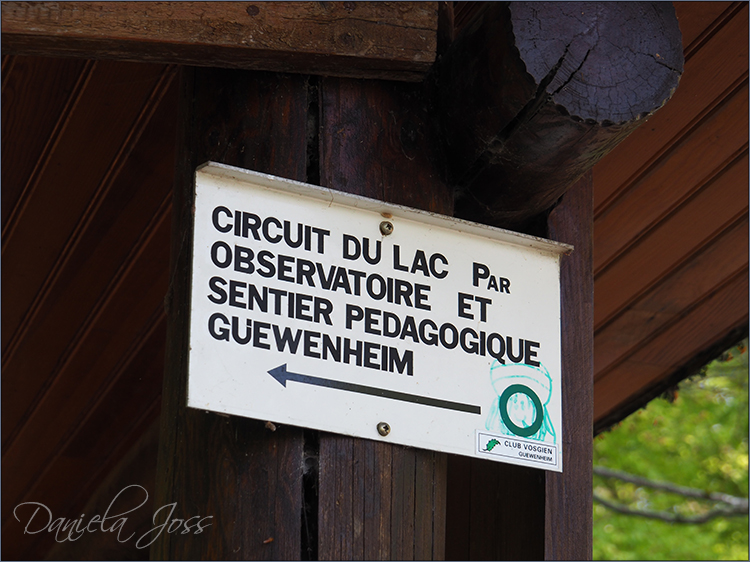 CIRCUIT DU LAC PAR
OBSERVATOIRE ET
SENTIER PEDAGOGIQUE
GUEWENHEIM
CLUB VOSGIEN
GUEWENHEIM
Daniela Joss